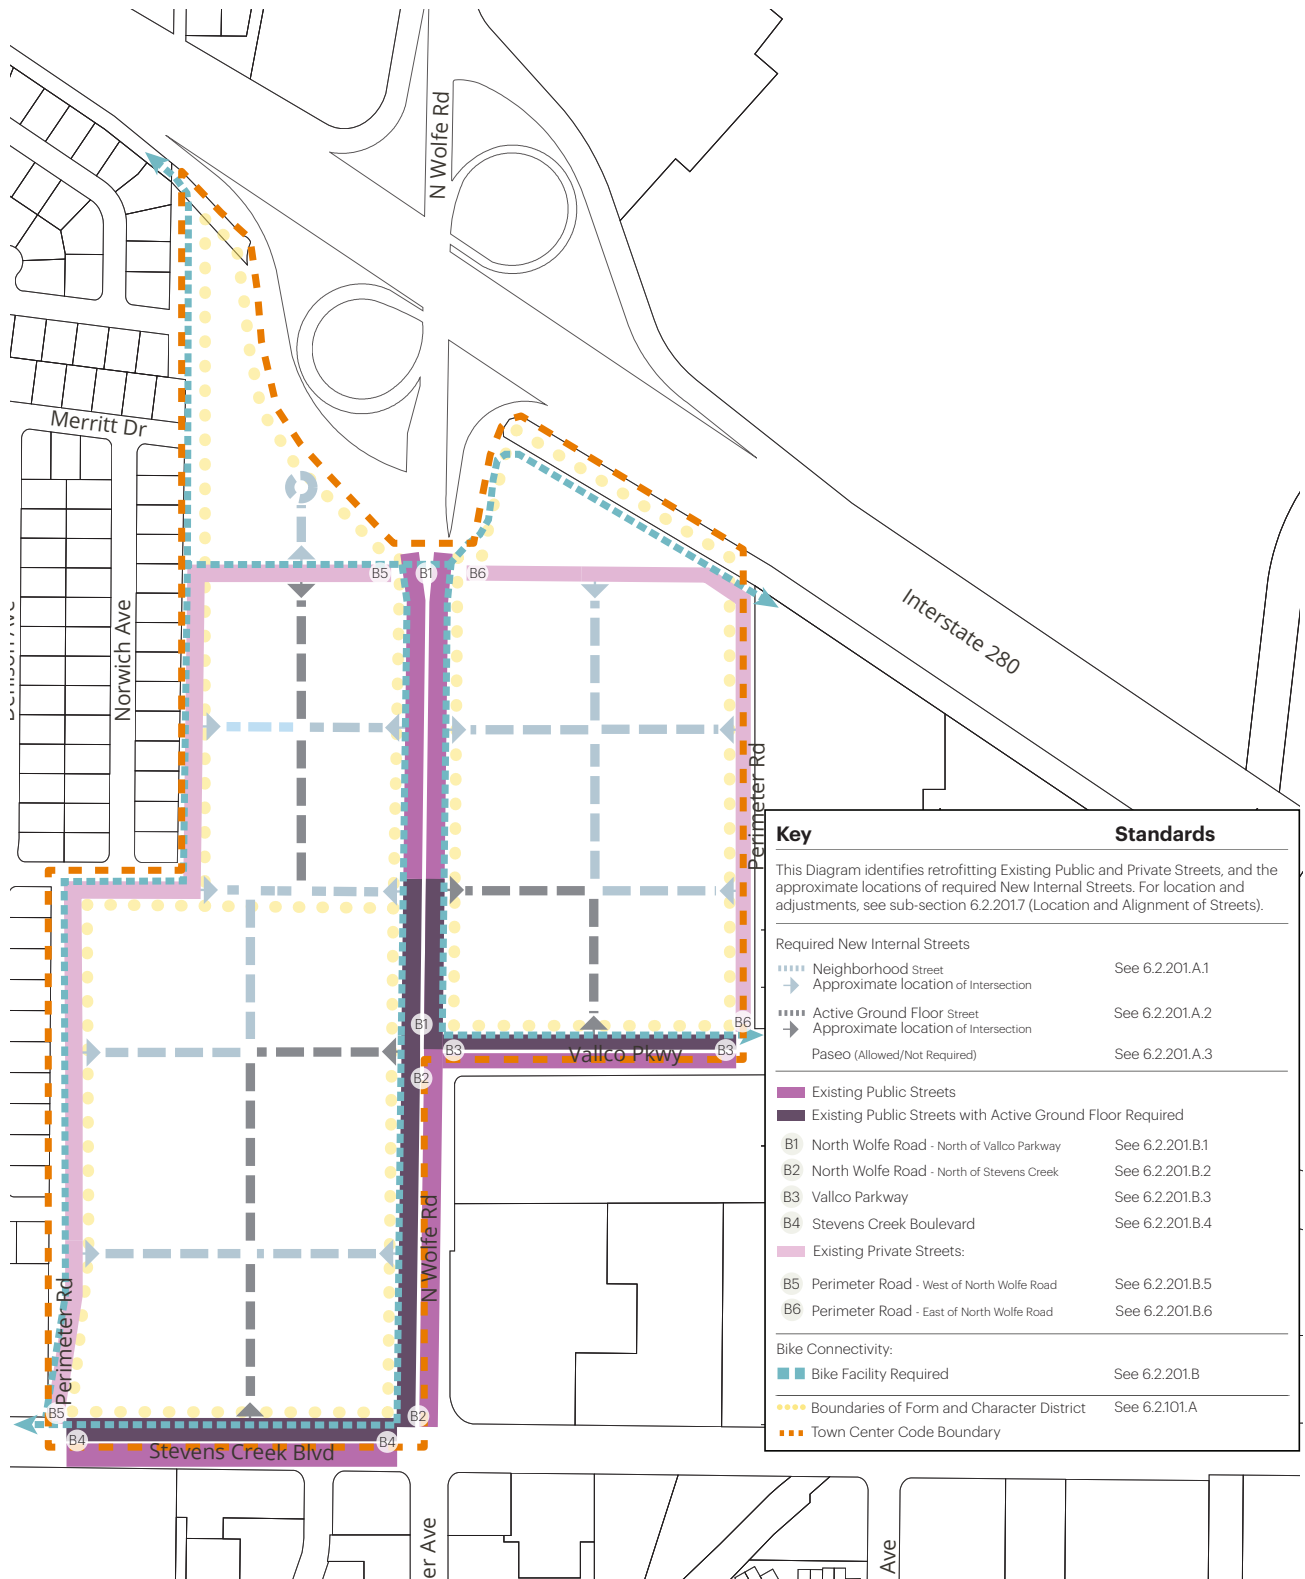 N Wolfe Rd
Merritt Dr
Norwich Ave
B5
B1
B6
Interstate 280
Perimeter Rd
B1
B6
B3
Vallco Pkwy
B3
B2
N Wolfe Rd
Perimeter Rd
B5
B2
B4
B4
Stevens Creek Blvd
Ave
Ave
Key Standards
This Diagram identifies retrofitting Existing Public and Private Streets, and the
approximate locations of required New Internal Streets. For location and
adjustments, see sub-section 6.2.201.7 (Location and Alignment of Streets).
Required New Internal Streets
Neighborhood Street See 6.2.201.A.1
Approximate location of Intersection
Active Ground Floor Street See 6.2.201.A.2
Approximate location of Intersection
Paseo (Allowed/Not Required) See 6.2.201.A.3
Existing Public Streets
Existing Public Streets with Active Ground Floor Required
B1 North Wolfe Road - North of Vallco Parkway See 6.2.201.B.1
B2 North Wolfe Road - North of Stevens Creek See 6.2.201.B.2
B3 Vallco Parkway See 6.2.201.B.3
B4 Stevens Creek Boulevard See 6.2.201.B.4
Existing Private Streets:
B5 Perimeter Road - West of North Wolfe Road See 6.2.201.B.5
B6 Perimeter Road - East of North Wolfe Road See 6.2.201.B.6
Bike Connectivity:
Bike Facility Required See 6.2.201.B
Boundaries of Form and Character District See 6.2.101.A
Town Center Code Boundary